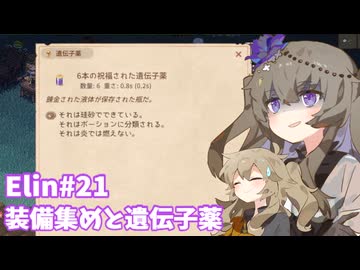 遺伝子薬
6本の祝福された遺伝子薬
数量: 6 重さ: 0.8s (0.2s)
錬金された液体が保存された瓶だ。
それは珪砂でできている。
それはポーションに分類される。
それは炎では燃えない。
Elin#21
装備集めと遺伝子薬